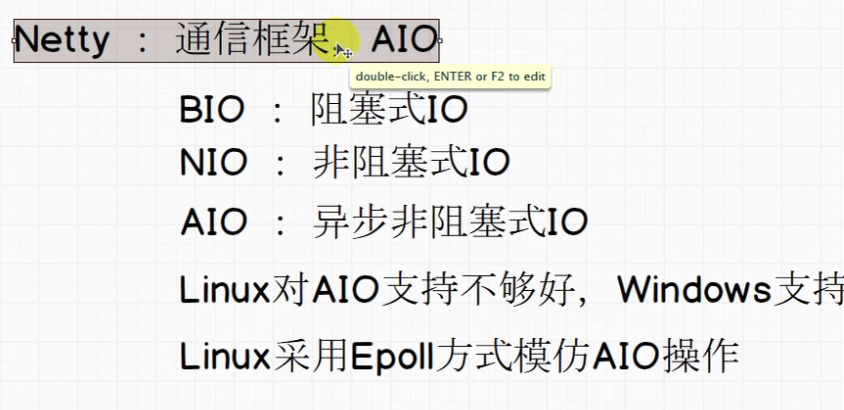 Netty : 通信框架, AIO
double-click, ENTER or F2 to edit
BIO : 阻塞式IO
NIO : 非阻塞式IO
AIO : 异步非阻塞式IO
Linux对AIO支持不够好, Windows支持
Linux采用Epoll方式模仿AIO操作